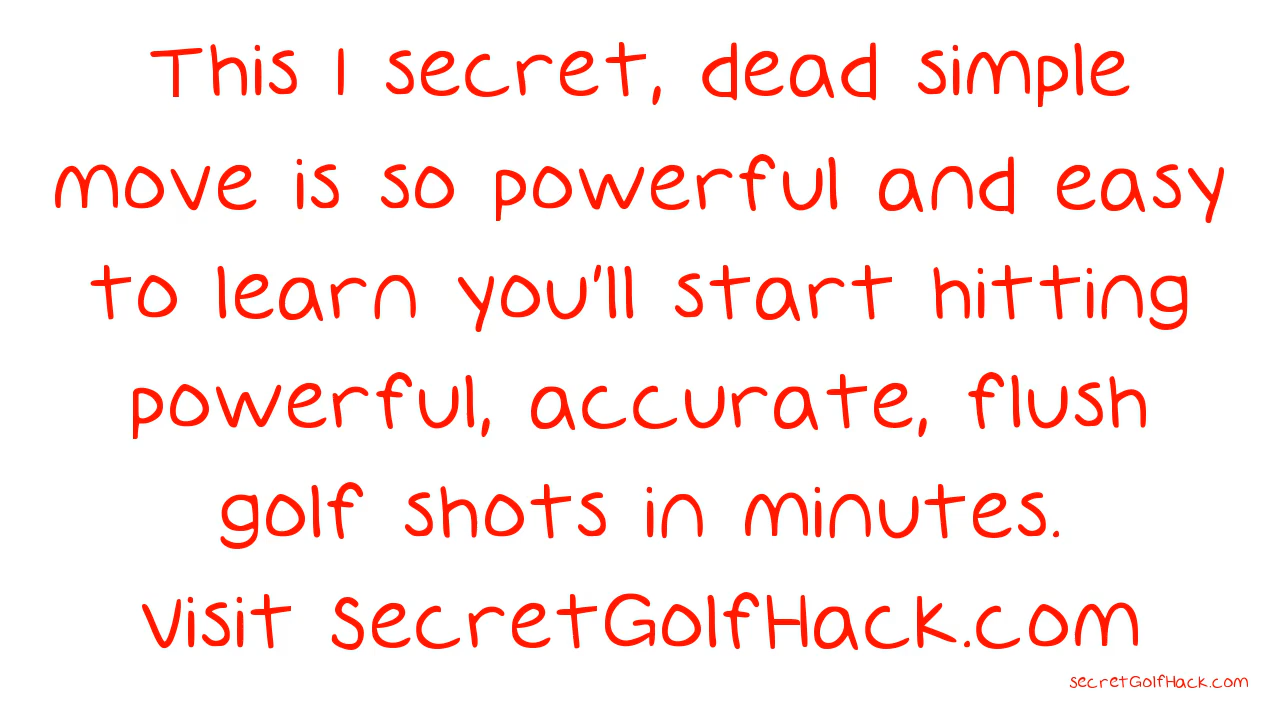 This 1 secret, dead simple
move is so powerful and easy
to learn you'll start hitting
powerful, accurate, flush
golf shots in minutes.
Visit SecretGolfHack.com
secretGolfHack.com